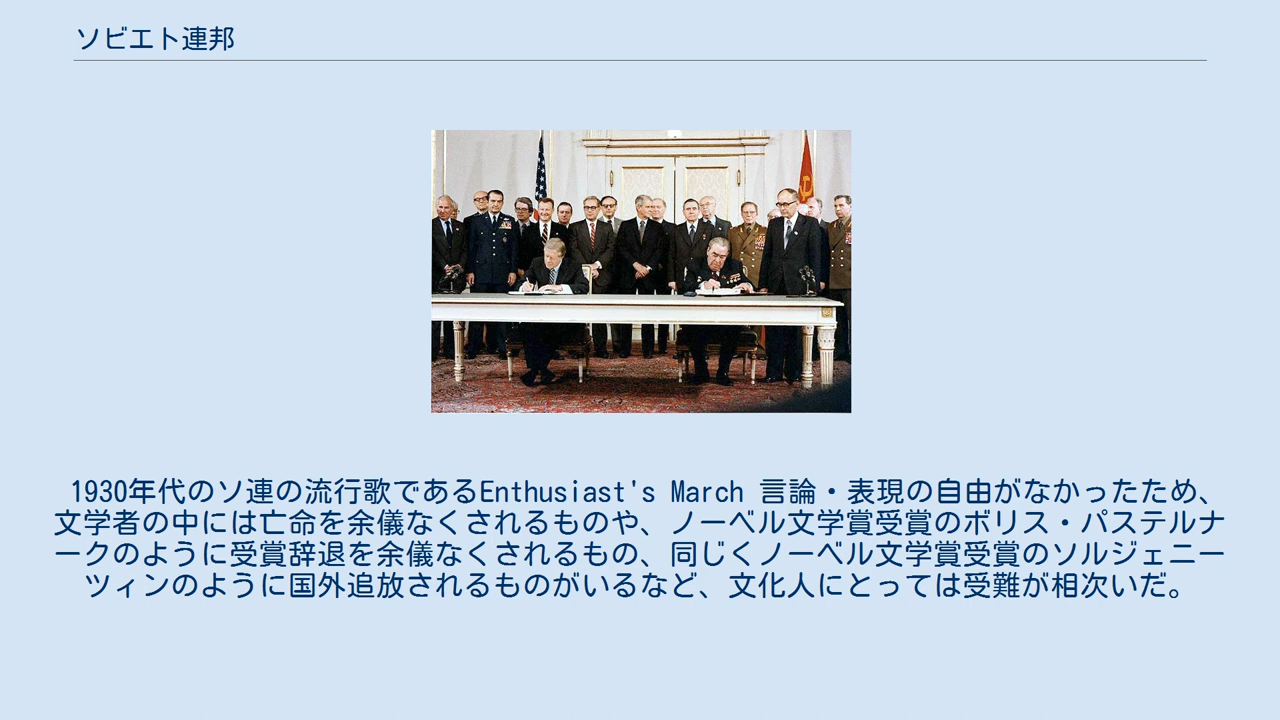 ソビエト連邦
1930年代のソ連の流行歌であるEnthusiast's March 言論・表現の自由がなかったため、
文学者の中には亡命を余儀なくされるものや、ノーベル文学賞受賞のボリス・パステルナ
ークのように受賞辞退を余儀なくされるもの、同じくノーベル文学賞受賞のソルジェニー
ツィンのように国外追放されるものがいるなど、文化人にとっては受難が相次いだ。